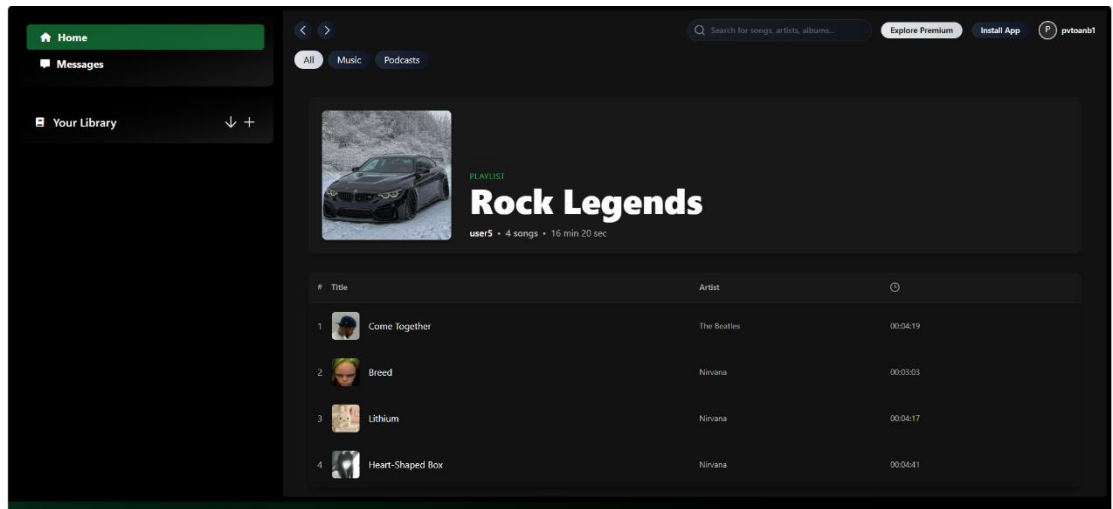 Home
Messages
Your Library
Search for songs, artists, albums...
Explore Premium
Install App
P
pvtoanb1
All Music Podcasts
PLAYLIST
Rock Legends
user5 • 4 songs • 16 min 20 sec
# Title Artist
1 Come Together The Beatles 00:04:19
2 Breed Nirvana 00:03:03
3 Lithium Nirvana 00:04:17
4 Heart-Shaped Box Nirvana 00:04:41